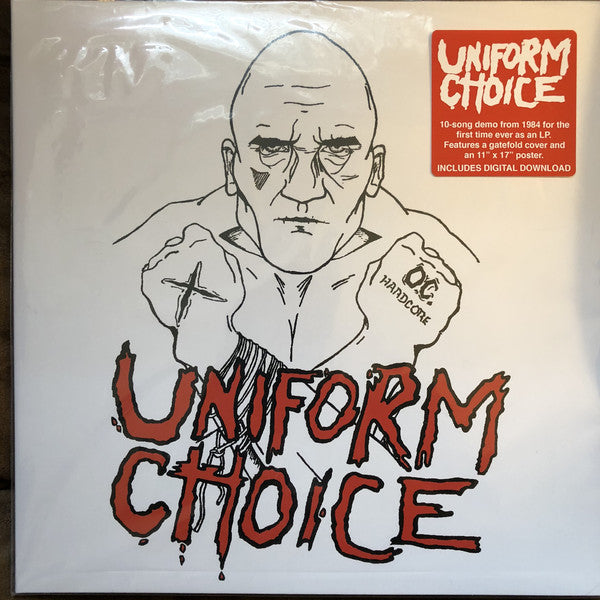 UNIFORM
CHOICE
10-song demo from 1984 for the
first time ever as an LP.
Features a gatefold cover and
an 11" x 17" poster.
INCLUDES DIGITAL DOWNLOAD
X
O.C.
HARDCORE
UNIFORM
CHOICE